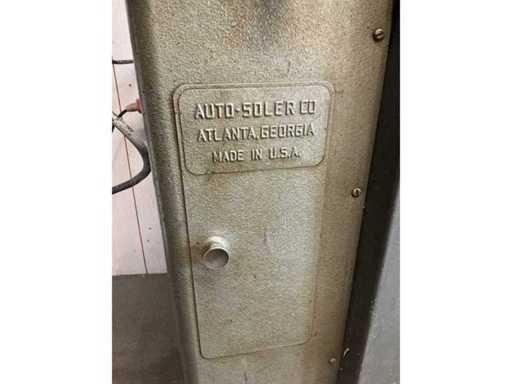 AUTO-SOLER CO
ATLANTA, GEORGIA
MADE IN U.S.A.